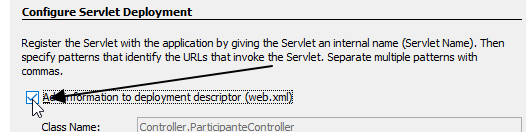 Configure Servlet Deployment
Register the Servlet with the application by giving the Servlet an internal name (Servlet Name). Then
specify patterns that identify the URLs that invoke the Servlet. Separate multiple patterns with
commas.
information to deployment descriptor (web.xml)
Class Name: Controller.ParticipanteController